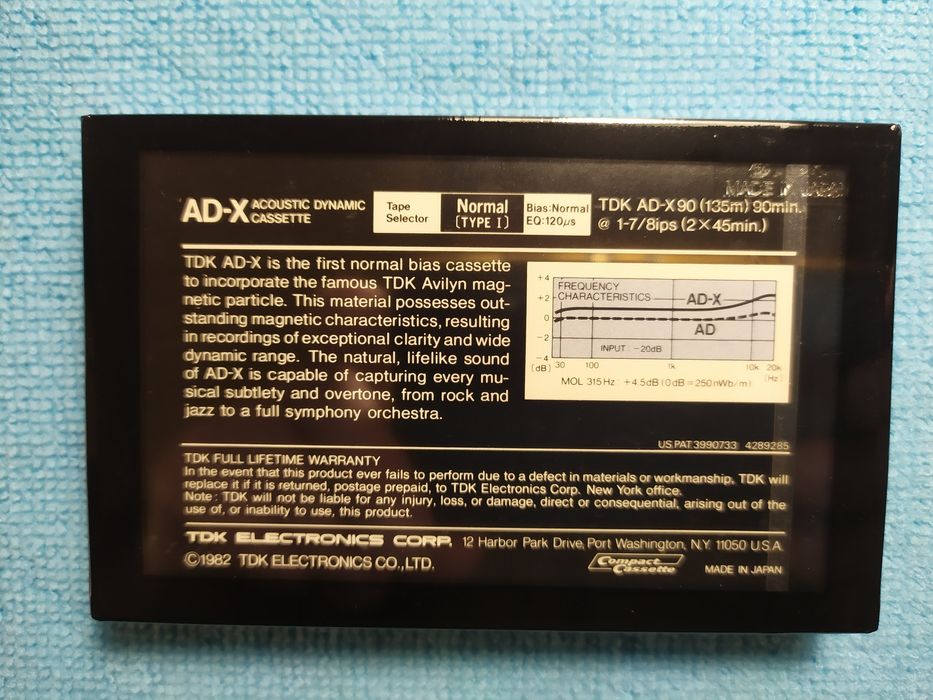 MADE IN JAPAN
AD-X ACOUSTIC DYNAMIC
CASSETTE
Tape
Selector
Normal
(TYPE I)
Bias:Normal
EQ:120μs
TDK AD-X90 (135m) 90min.
@ 1-7/8ips (2×45min.)
TDK AD-X is the first normal bias cassette
to incorporate the famous TDK Avilyn mag-
netic particle. This material possesses out-
standing magnetic characteristics, resulting
in recordings of exceptional clarity and wide
dynamic range. The natural, lifelike sound
of AD-X is capable of capturing every mu-
sical subtlety and overtone, from rock and
jazz to a full symphony orchestra.
+4
+2
0
−2
−4
(dB)
FREQUENCY
CHARACTERISTICS
AD-X
AD
INPUT : −20dB
30 100 1k 10k 20k
(Hz)
MOL 315Hz : +4.5dB (0dB=250nWb/m)
US. PAT 3990733 4289285
TDK FULL LIFETIME WARRANTY
In the event that this product ever fails to perform due to a defect in materials or workmanship, TDK will
replace it if it is returned, postage prepaid, to TDK Electronics Corp. New York office.
Note : TDK will not be liable for any injury, loss, or damage, direct or consequential, arising out of the
use of, or inability to use, this product.
TDK ELECTRONICS CORP. 12 Harbor Park Drive, Port Washington, N.Y. 11050 U.S.A.
©1982 TDK ELECTRONICS CO., LTD.
Compact
Cassette
MADE IN JAPAN